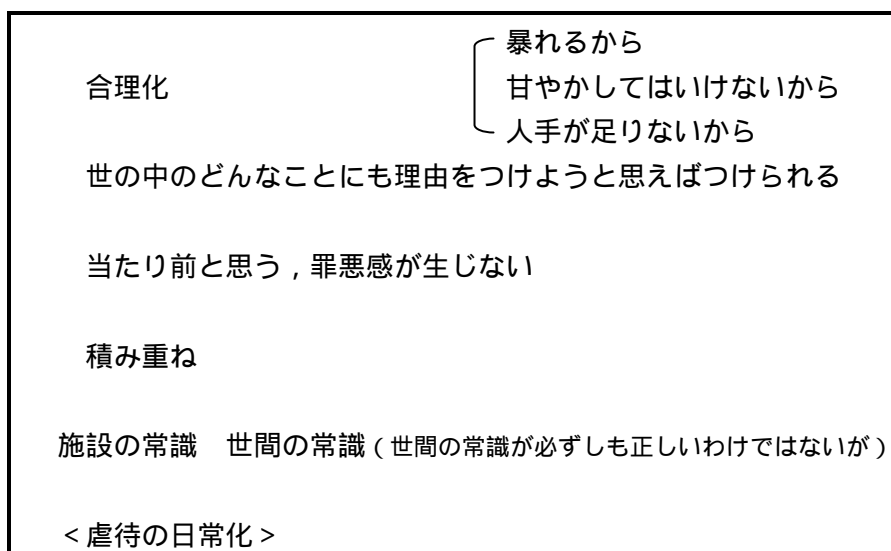 暴れるから
合理化　甘やかしてはいけないから
人手が足りないから
世の中のどんなことにも理由をつけようと思えばつけられる
当たり前と思う，罪悪感が生じない
積み重ね
施設の常識　世間の常識（世間の常識が必ずしも正しいわけではないが）
＜虐待の日常化＞